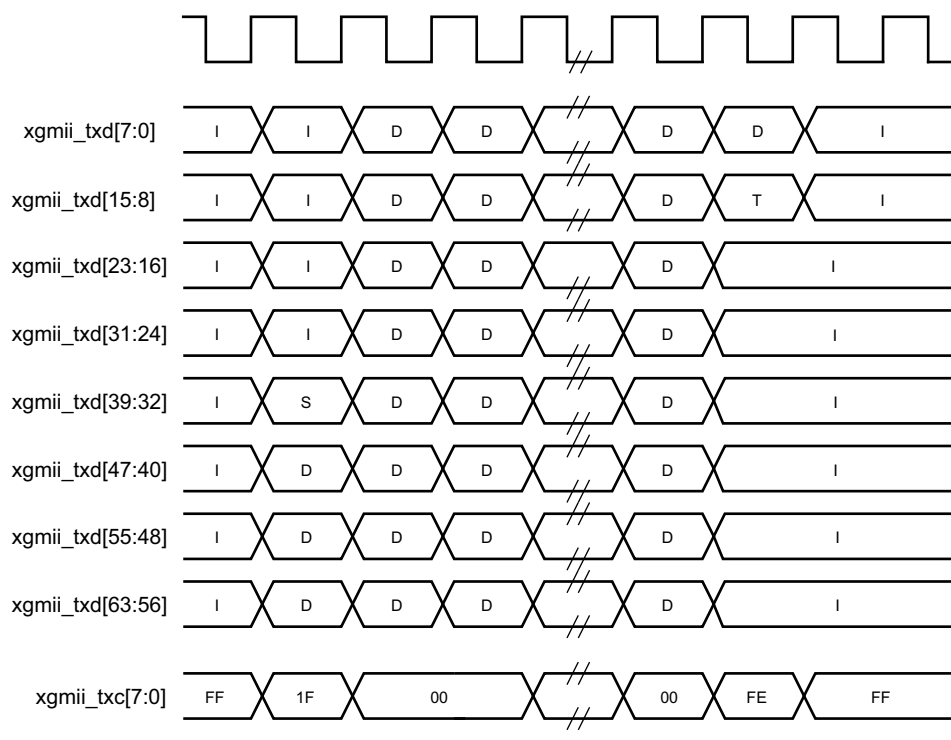 xgmii_txd[7:0] I I D D D D I
xgmii_txd[15:8] I I D D D T I
xgmii_txd[23:16] I I D D D I
xgmii_txd[31:24] I I D D D I
xgmii_txd[39:32] I S D D D I
xgmii_txd[47:40] I D D D D I
xgmii_txd[55:48] I D D D D I
xgmii_txd[63:56] I D D D D I
xgmii_txc[7:0] FF 1F 00 00 FE FF